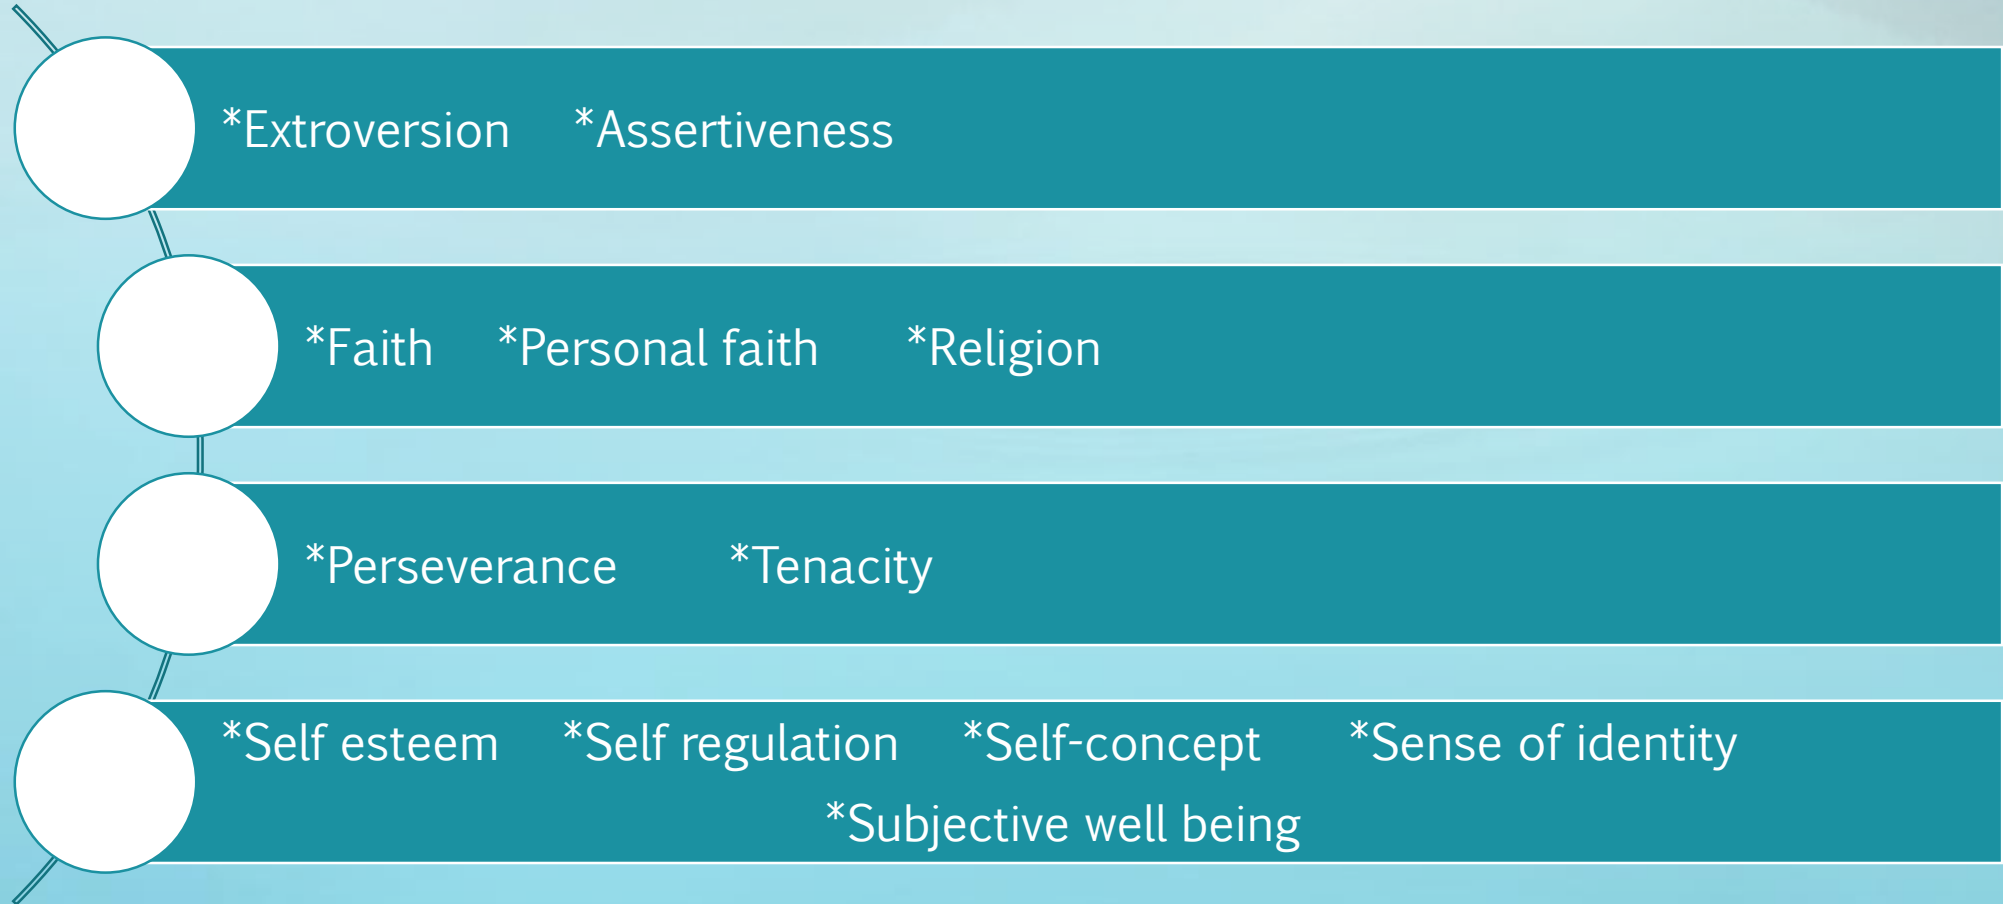 *Extroversion *Assertiveness
*Faith *Personal faith *Religion
*Perseverance *Tenacity
*Self esteem *Self regulation *Self-concept *Sense of identity
*Subjective well being